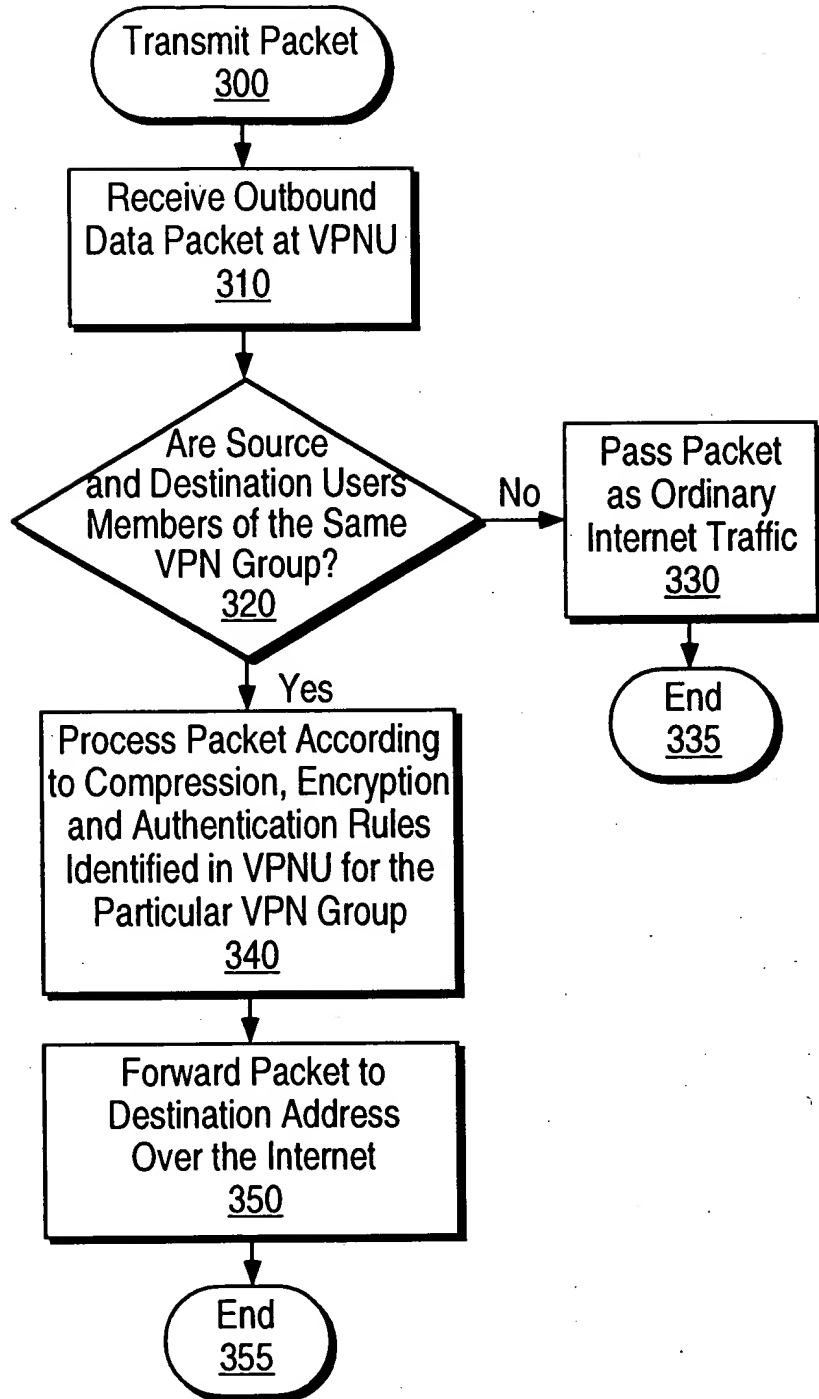 Transmit Packet
300
Receive Outbound
Data Packet at VPNU
310
Are Source
and Destination Users
Members of the Same
VPN Group?
320
No
Pass Packet
as Ordinary
Internet Traffic
330
End
335
Yes
Process Packet According
to Compression, Encryption
and Authentication Rules
Identified in VPNU for the
Particular VPN Group
340
Forward Packet to
Destination Address
Over the Internet
350
End
355